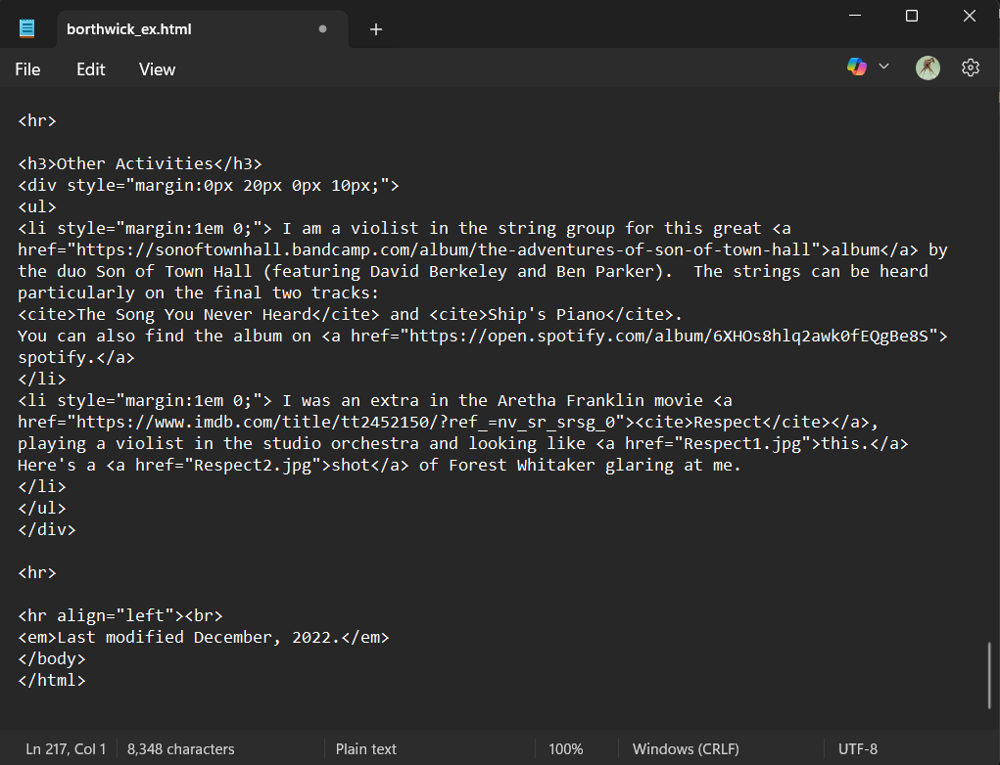 borthwick_ex.html
File Edit View
<hr>
<h3>Other Activities</h3>
<div style="margin:0px 20px 0px 10px;">
<ul>
<li style="margin:1em 0;"> I am a violist in the string group for this great <a
href="https://sonoftownhall.bandcamp.com/album/the-adventures-of-son-of-town-hall">album</a> by
the duo Son of Town Hall (featuring David Berkeley and Ben Parker).  The strings can be heard
particularly on the final two tracks:
<cite>The Song You Never Heard</cite> and <cite>Ship's Piano</cite>.
You can also find the album on <a href="https://open.spotify.com/album/6XHOs8hlq2awk0fEQgBe8S">
spotify.</a>
</li>
<li style="margin:1em 0;"> I was an extra in the Aretha Franklin movie <a
href="https://www.imdb.com/title/tt2452150/?ref_=nv_sr_srsg_0"><cite>Respect</cite></a>,
playing a violist in the studio orchestra and looking like <a href="Respect1.jpg">this.</a>
Here's a <a href="Respect2.jpg">shot</a> of Forest Whitaker glaring at me.
</li>
</ul>
</div>
<hr>
<hr align="left"><br>
<em>Last modified December, 2022.</em>
</body>
</html>
Ln 217, Col 1 8,348 characters Plain text 100% Windows (CRLF) UTF-8